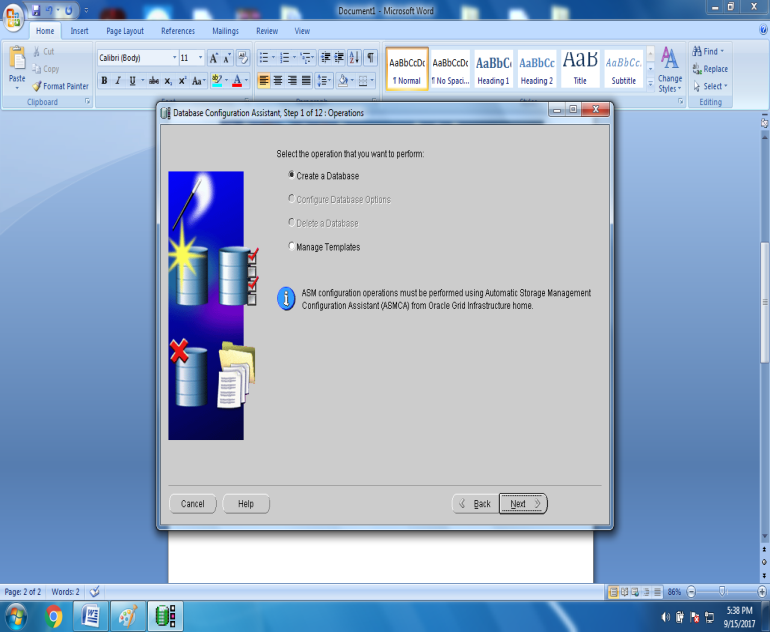 Document1 - Microsoft Word
Home Insert Page Layout References Mailings Review View
Cut
Copy
Format Painter
Paste
Clipboard
Calibri (Body) 11
B I U abc x₂ x² Aa
AaBbCcDc AaBbCcDc AaBbC AaBbCc AaB AaBbCc.
¶ Normal ¶ No Spaci... Heading 1 Heading 2 Title Subtitle
Change
Styles
Find
Replace
Select
Editing
Database Configuration Assistant, Step 1 of 12 : Operations
Select the operation that you want to perform:
Create a Database
Configure Database Options
Delete a Database
Manage Templates
ASM configuration operations must be performed using Automatic Storage Management
Configuration Assistant (ASMCA) from Oracle Grid Infrastructure home.
Cancel Help Back Next
Page: 2 of 2 Words: 2 86%
5:38 PM
9/15/2017